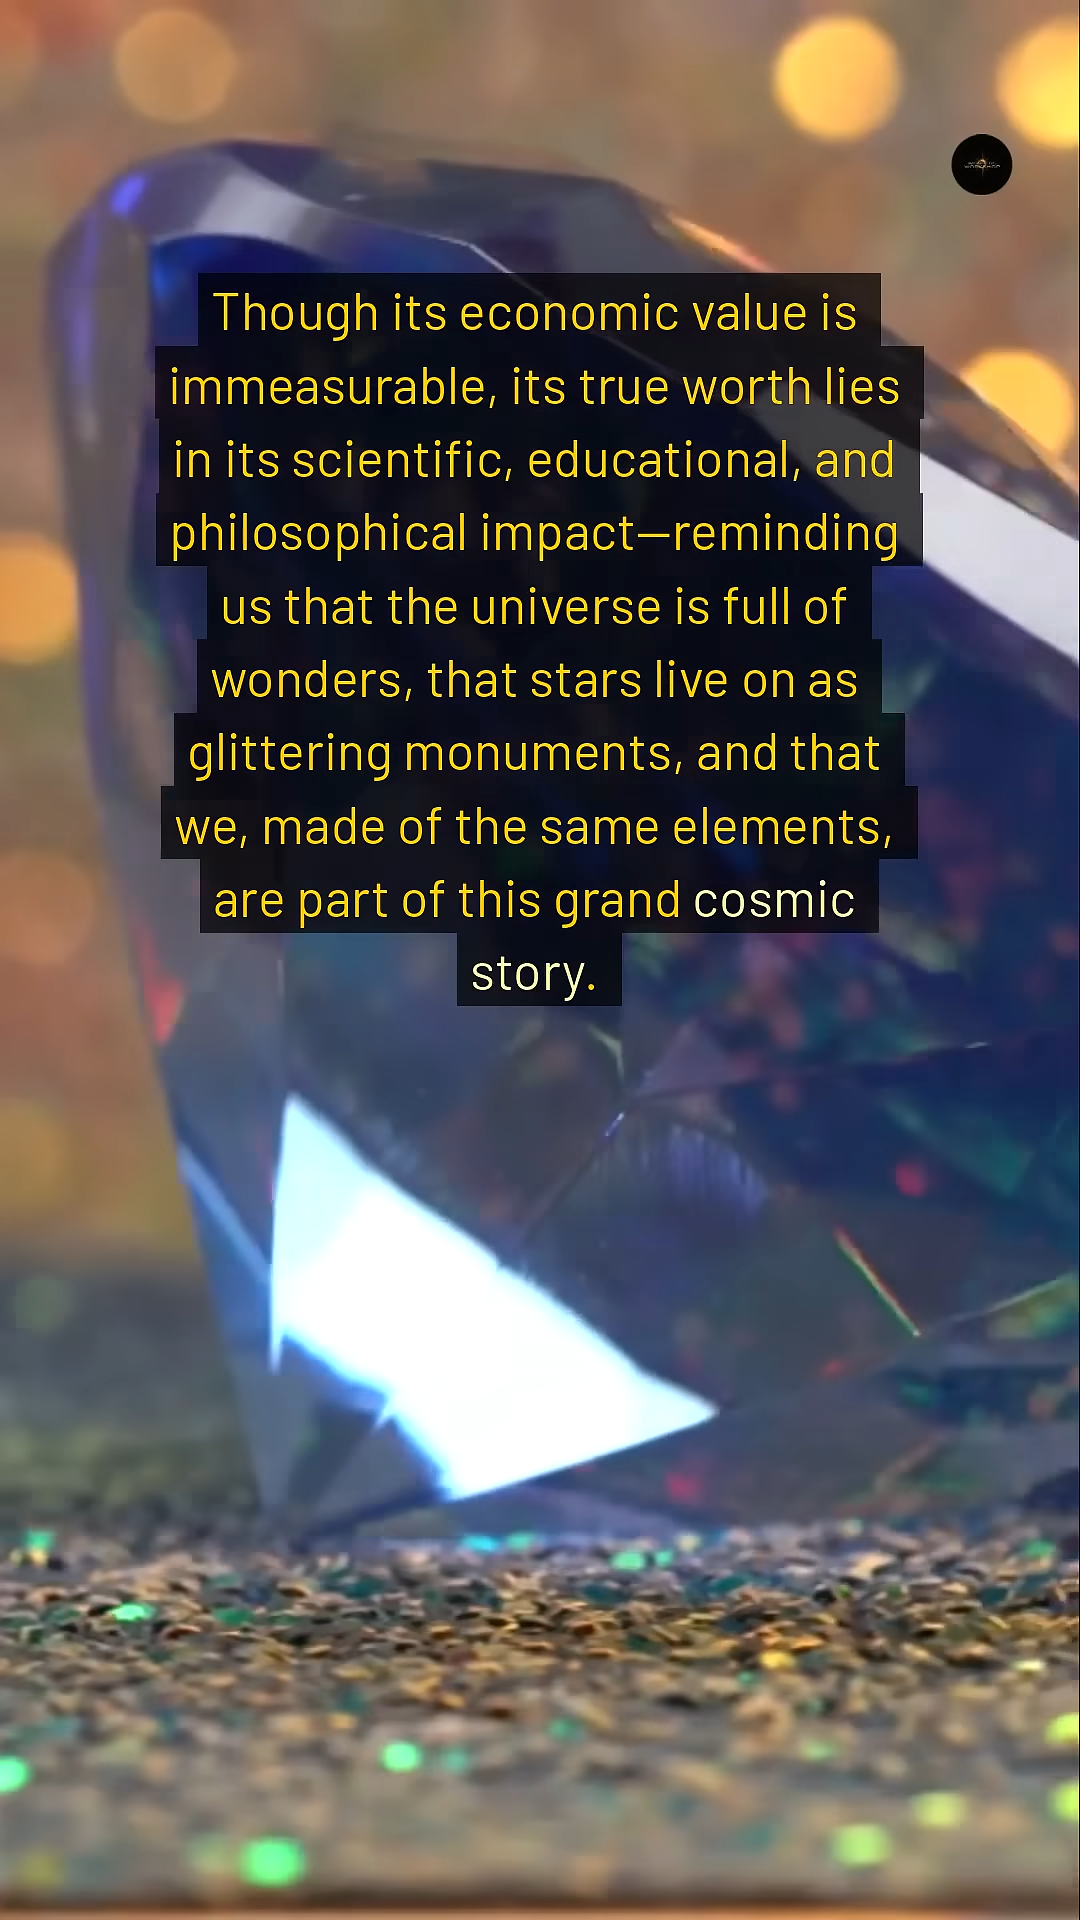 Though its economic value is
immeasurable, its true worth lies
in its scientific, educational, and
philosophical impact—reminding
us that the universe is full of
wonders, that stars live on as
glittering monuments, and that
we, made of the same elements,
are part of this grand cosmic
story.